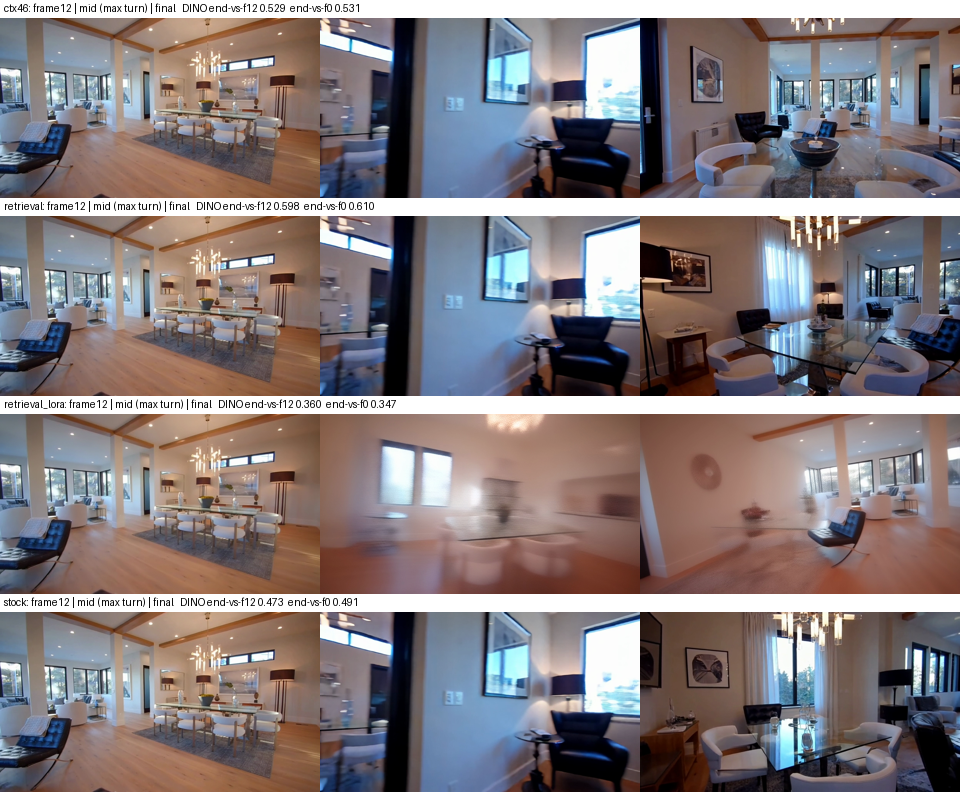 ctx46: frame12 | mid (max turn) | final  DINO end-vs-f12 0.529  end-vs-f0 0.531
retrieval: frame12 | mid (max turn) | final  DINO end-vs-f12 0.598  end-vs-f0 0.610
retrieval_lora: frame12 | mid (max turn) | final  DINO end-vs-f12 0.360  end-vs-f0 0.347
stock: frame12 | mid (max turn) | final  DINO end-vs-f12 0.473  end-vs-f0 0.491